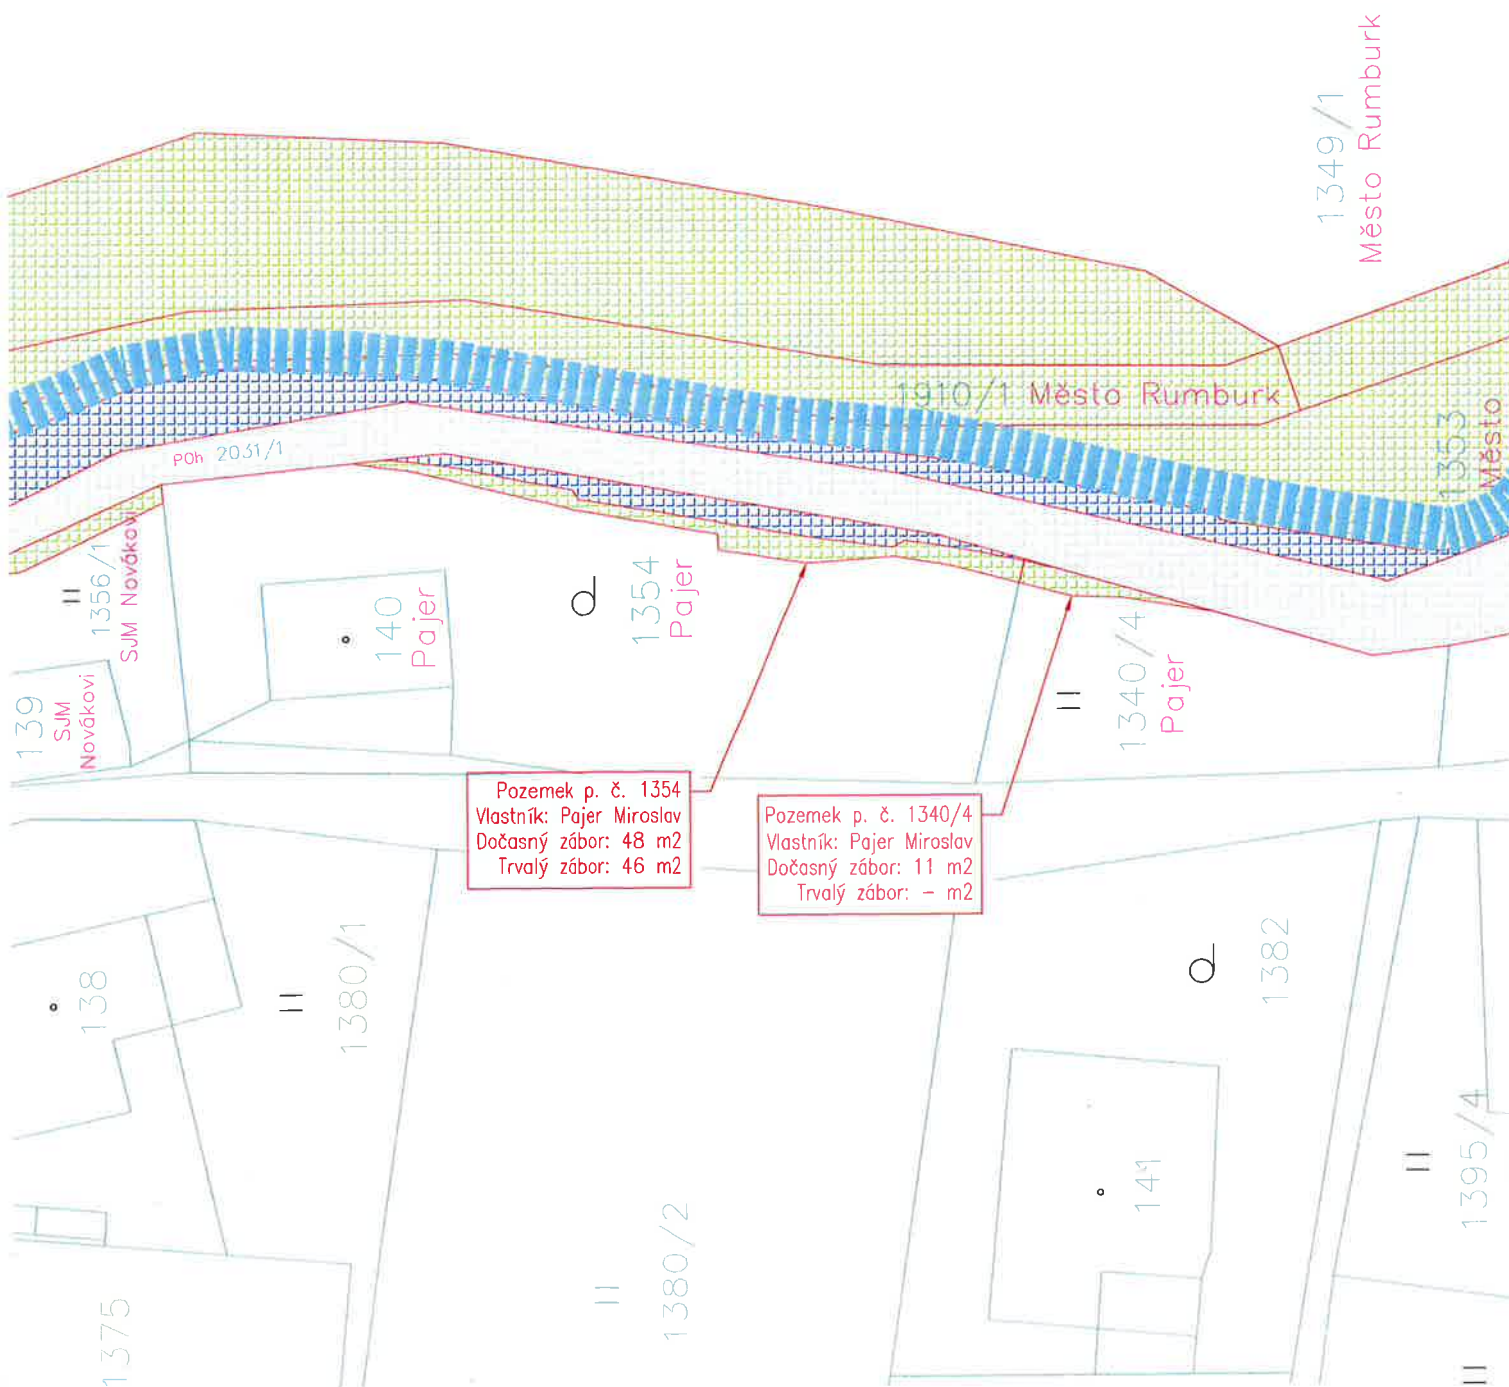 1349/1
Město Rumburk
1910/1 Město Rumburk
1353
Město
POh 2031/1
1356/1
SJM Novákovi
139
SJM
Novákovi
140
Pajer
1354
Pajer
1340/4
Pajer
Pozemek p. č. 1354
Vlastník: Pajer Miroslav
Dočasný zábor: 48 m2
Trvalý zábor: 46 m2
Pozemek p. č. 1340/4
Vlastník: Pajer Miroslav
Dočasný zábor: 11 m2
Trvalý zábor: – m2
138
1380/1
1382
141
1395/4
1380/2
1375